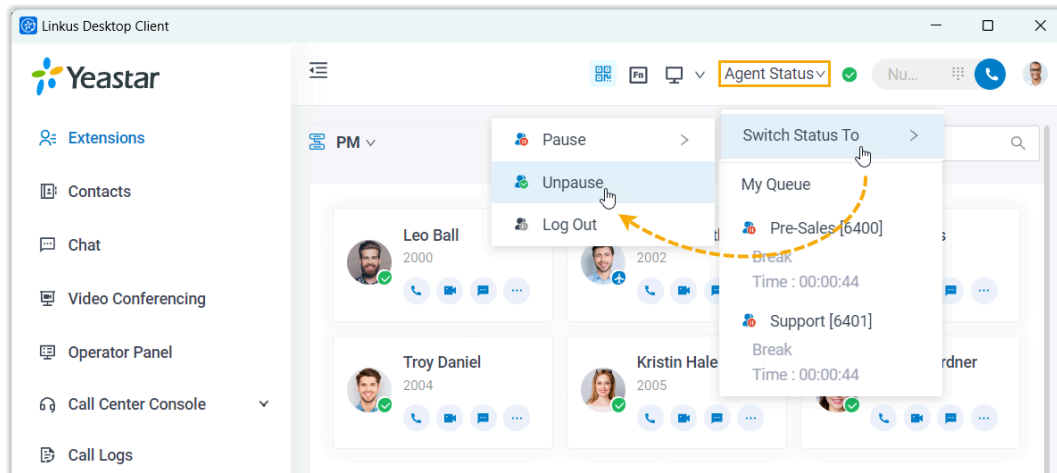 Linkus Desktop Client
Yeastar
Fn
Agent Status
Nu...
Extensions
Contacts
Chat
Video Conferencing
Operator Panel
Call Center Console
Call Logs
PM
Pause
Unpause
Log Out
Switch Status To
My Queue
Pre-Sales [6400]
Break
Time : 00:00:44
Support [6401]
Break
Time : 00:00:44
Leo Ball
2000
2002
Troy Daniel
2004
Kristin Hale
2005
rdner